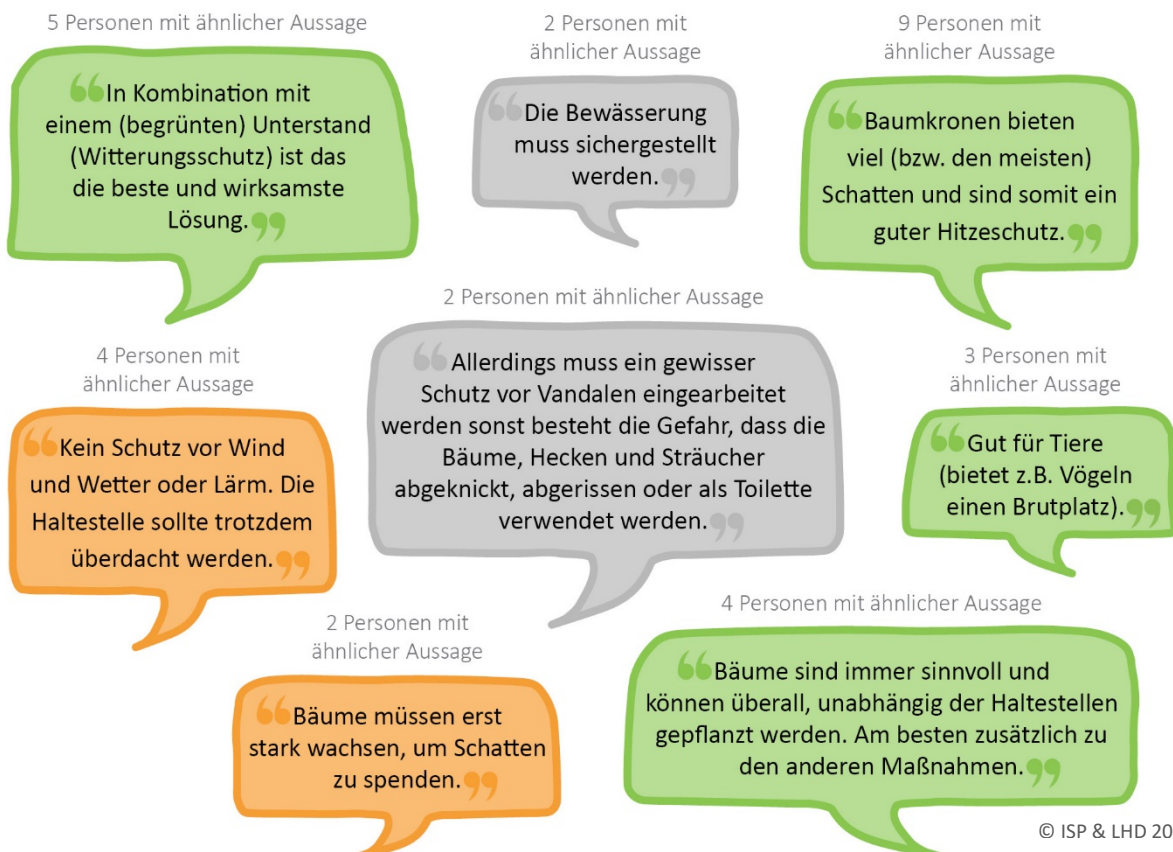 5 Personen mit ähnlicher Aussage
“In Kombination mit
einem (begrünten) Unterstand
(Witterungsschutz) ist das
die beste und wirksamste
Lösung.”
2 Personen mit
ähnlicher Aussage
“Die Bewässerung
muss sichergestellt
werden.”
9 Personen mit
ähnlicher Aussage
“Baumkronen bieten
viel (bzw. den meisten)
Schatten und sind somit ein
guter Hitzeschutz.”
4 Personen mit
ähnlicher Aussage
“Kein Schutz vor Wind
und Wetter oder Lärm. Die
Haltestelle sollte trotzdem
überdacht werden.”
2 Personen mit ähnlicher Aussage
“Allerdings muss ein gewisser
Schutz vor Vandalen eingearbeitet
werden sonst besteht die Gefahr, dass die
Bäume, Hecken und Sträucher
abgeknickt, abgerissen oder als Toilette
verwendet werden.”
3 Personen mit
ähnlicher Aussage
“Gut für Tiere
(bietet z.B. Vögeln
einen Brutplatz).”
2 Personen mit
ähnlicher Aussage
“Bäume müssen erst
stark wachsen, um Schatten
zu spenden.”
4 Personen mit ähnlicher Aussage
“Bäume sind immer sinnvoll und
können überall, unabhängig der Haltestellen
gepflanzt werden. Am besten zusätzlich zu
den anderen Maßnahmen.”
© ISP & LHD 20